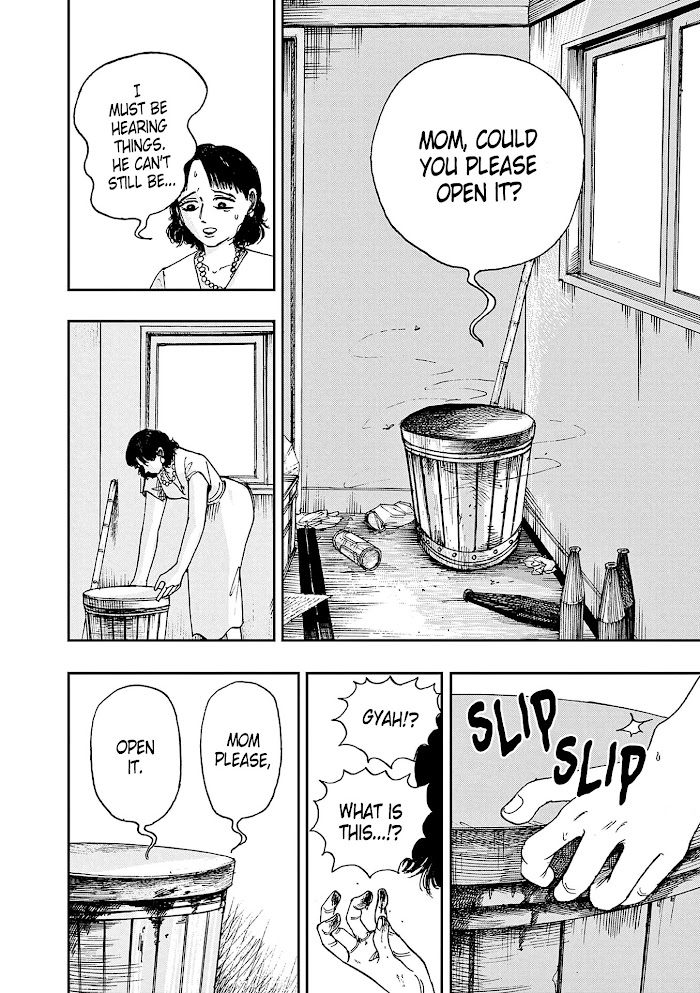 MOM, COULD
YOU PLEASE
OPEN IT?
I
MUST BE
HEARING
THINGS.
HE CAN'T
STILL BE...
SLIP
SLIP
GYAH!?
WHAT IS
THIS...!?
MOM
PLEASE,
OPEN
IT.